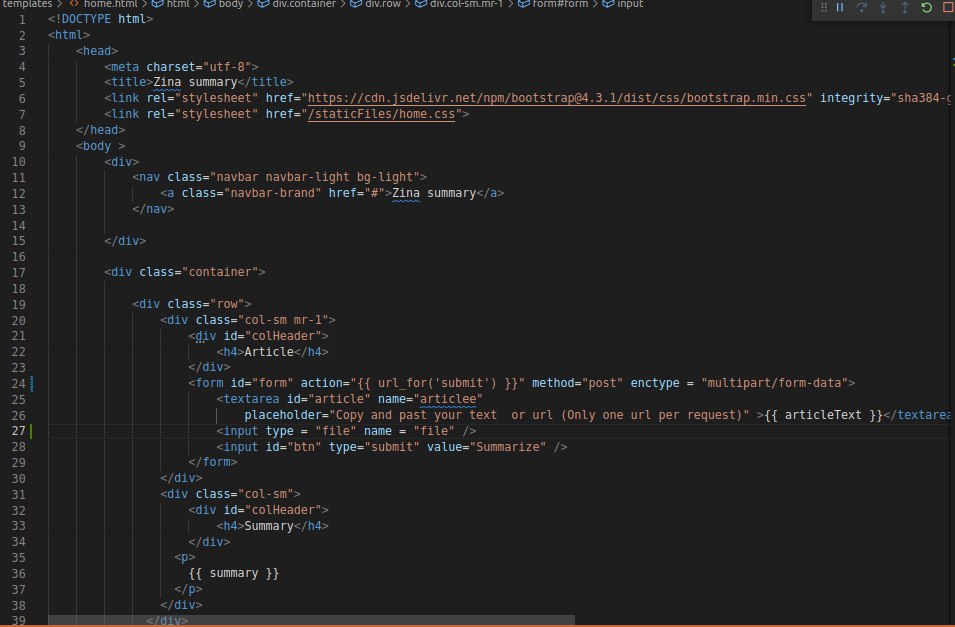 templates > <> home.html > html > body > div.container > div.row > div.col-sm.mr-1 > form#form > input
1 <!DOCTYPE html>
2 <html>
3 <head>
4 <meta charset="utf-8">
5 <title>Zina summary</title>
6 <link rel="stylesheet" href="https://cdn.jsdelivr.net/npm/bootstrap@4.3.1/dist/css/bootstrap.min.css" integrity="sha384-g
7 <link rel="stylesheet" href="/staticFiles/home.css">
8 </head>
9 <body >
10 <div>
11 <nav class="navbar navbar-light bg-light">
12 <a class="navbar-brand" href="#">Zina summary</a>
13 </nav>
14
15 </div>
16
17 <div class="container">
18
19 <div class="row">
20 <div class="col-sm mr-1">
21 <div id="colHeader">
22 <h4>Article</h4>
23 </div>
24 <form id="form" action="{{ url_for('submit') }}" method="post" enctype = "multipart/form-data">
25 <textarea id="article" name="articlee"
26 placeholder="Copy and past your text  or url (Only one url per request)" >{{ articleText }}</textarea
27 <input type = "file" name = "file" />
28 <input id="btn" type="submit" value="Summarize" />
29 </form>
30 </div>
31 <div class="col-sm">
32 <div id="colHeader">
33 <h4>Summary</h4>
34 </div>
35 <p>
36 {{ summary }}
37 </p>
38 </div>
39 </div>